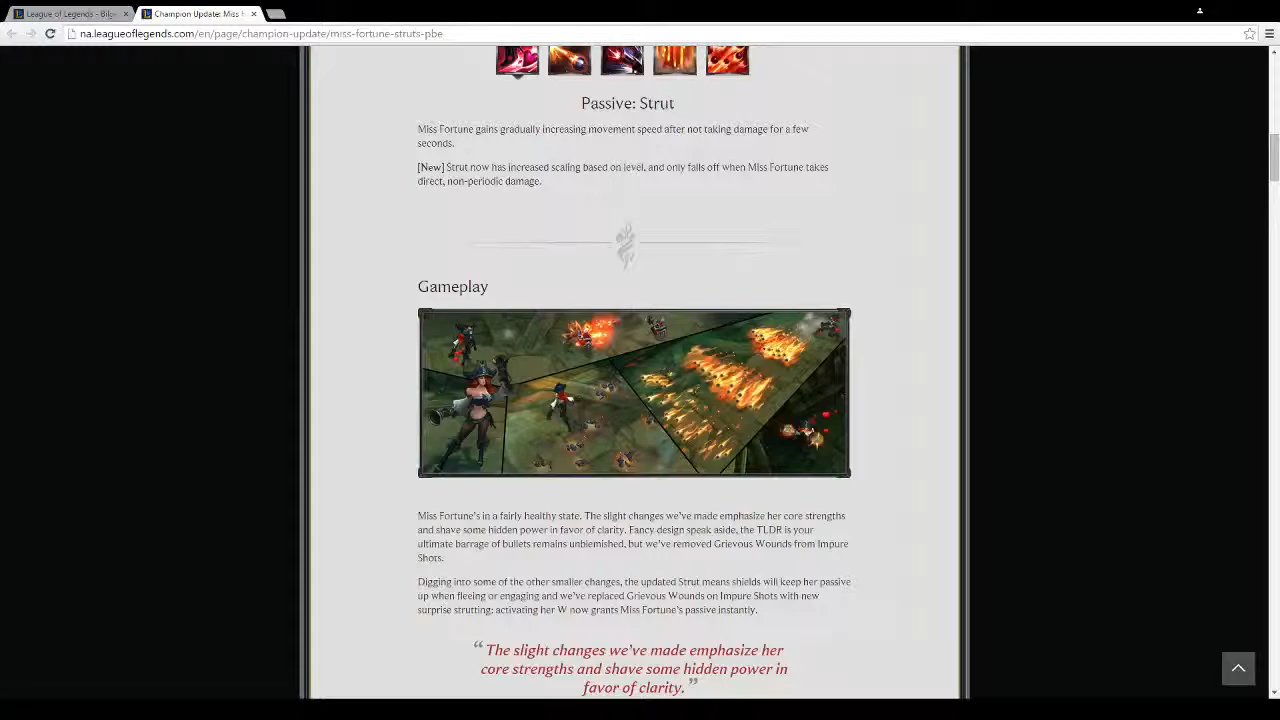 League of Legends - Bilge
Champion Update: Miss F
na.leagueoflegends.com/en/page/champion-update/miss-fortune-struts-pbe
Passive: Strut
Miss Fortune gains gradually increasing movement speed after not taking damage for a few
seconds.
[New] Strut now has increased scaling based on level, and only falls off when Miss Fortune takes
direct, non-periodic damage.
Gameplay
Miss Fortune's in a fairly healthy state. The slight changes we've made emphasize her core strengths
and shave some hidden power in favor of clarity. Fancy design speak aside, the TLDR is your
ultimate barrage of bullets remains unblemished, but we've removed Grievous Wounds from Impure
Shots.
Digging into some of the other smaller changes, the updated Strut means shields will keep her passive
up when fleeing or engaging and we've replaced Grievous Wounds on Impure Shots with new
surprise strutting: activating her W now grants Miss Fortune's passive instantly.
“ The slight changes we've made emphasize her
core strengths and shave some hidden power in
favor of clarity. ”